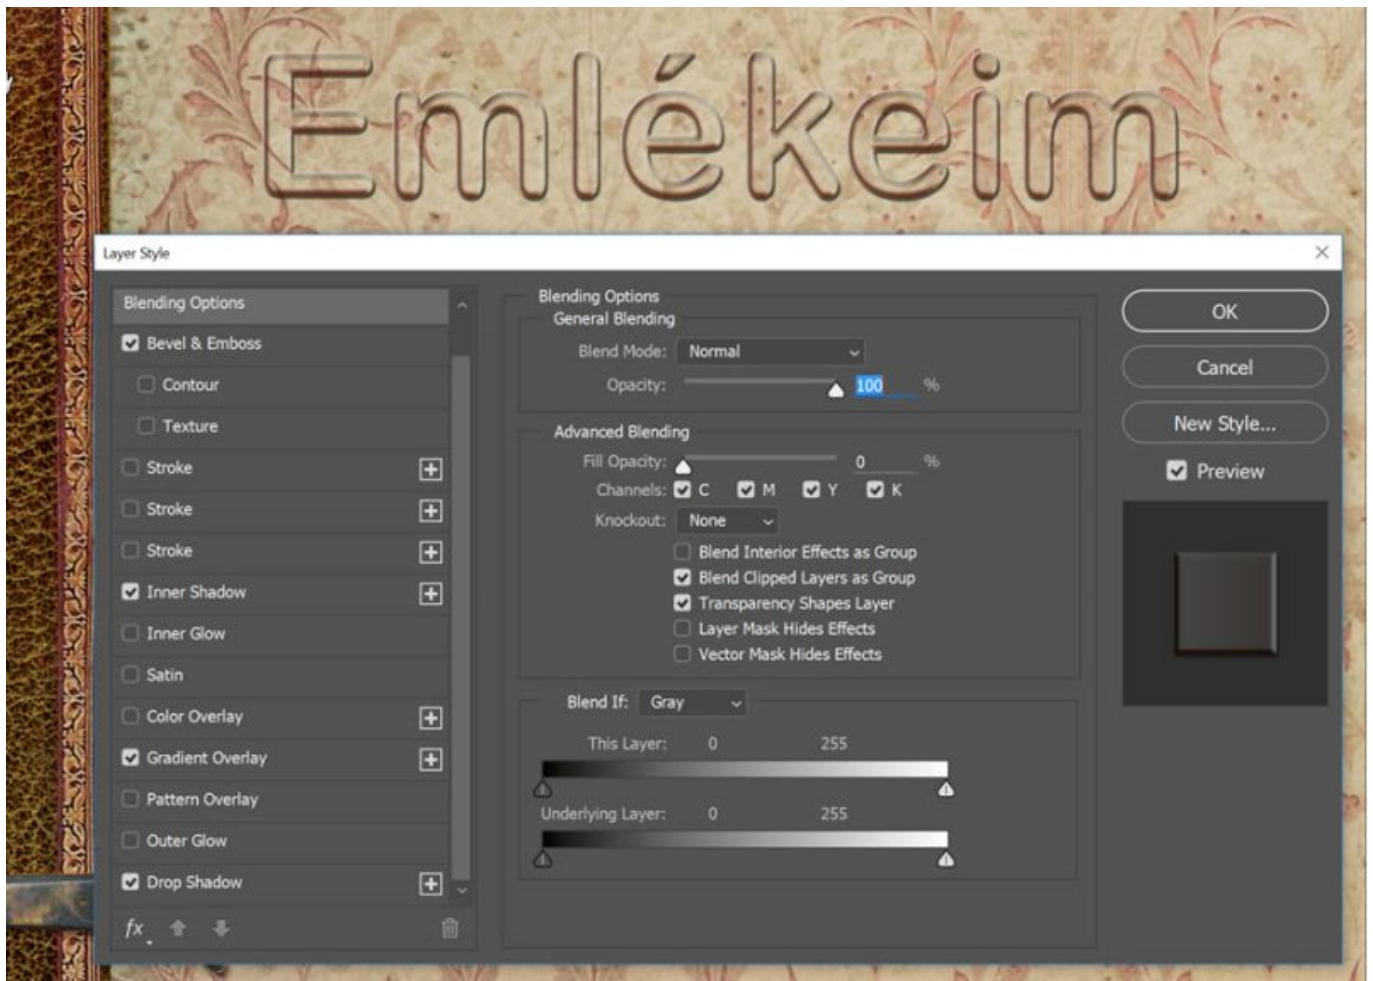 Emlékeim
Layer Style
Blending Options
Bevel & Emboss
Contour
Texture
Stroke
Stroke
Stroke
Inner Shadow
Inner Glow
Satin
Color Overlay
Gradient Overlay
Pattern Overlay
Outer Glow
Drop Shadow
fx
Blending Options
General Blending
Blend Mode: Normal
Opacity: 100 %
Advanced Blending
Fill Opacity: 0 %
Channels: C M Y K
Knockout: None
Blend Interior Effects as Group
Blend Clipped Layers as Group
Transparency Shapes Layer
Layer Mask Hides Effects
Vector Mask Hides Effects
Blend If: Gray
This Layer: 0 255
Underlying Layer: 0 255
OK
Cancel
New Style...
Preview